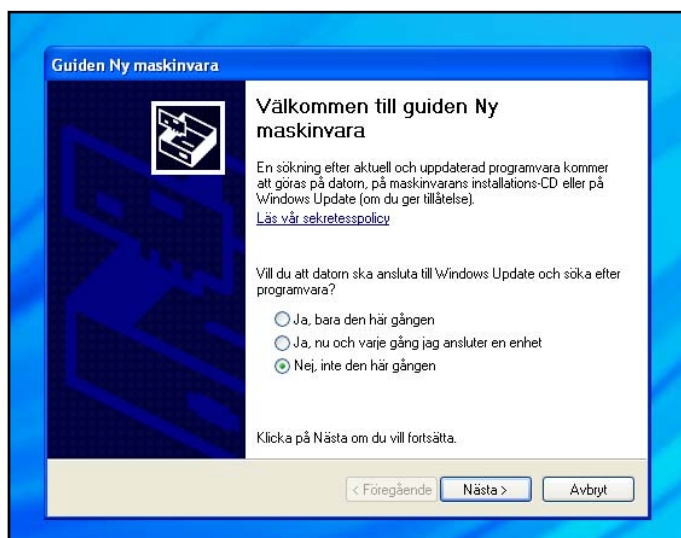 Guiden Ny maskinvara
Välkommen till guiden Ny
maskinvara
En sökning efter aktuell och uppdaterad programvara kommer
att göras på datorn, på maskinvarans installations-CD eller på
Windows Update (om du ger tillåtelse).
Läs vår sekretesspolicy
Vill du att datorn ska ansluta till Windows Update och söka efter
programvara?
Ja, bara den här gången
Ja, nu och varje gång jag ansluter en enhet
Nej, inte den här gången
Klicka på Nästa om du vill fortsätta.
< Föregående
Nästa >
Avbryt